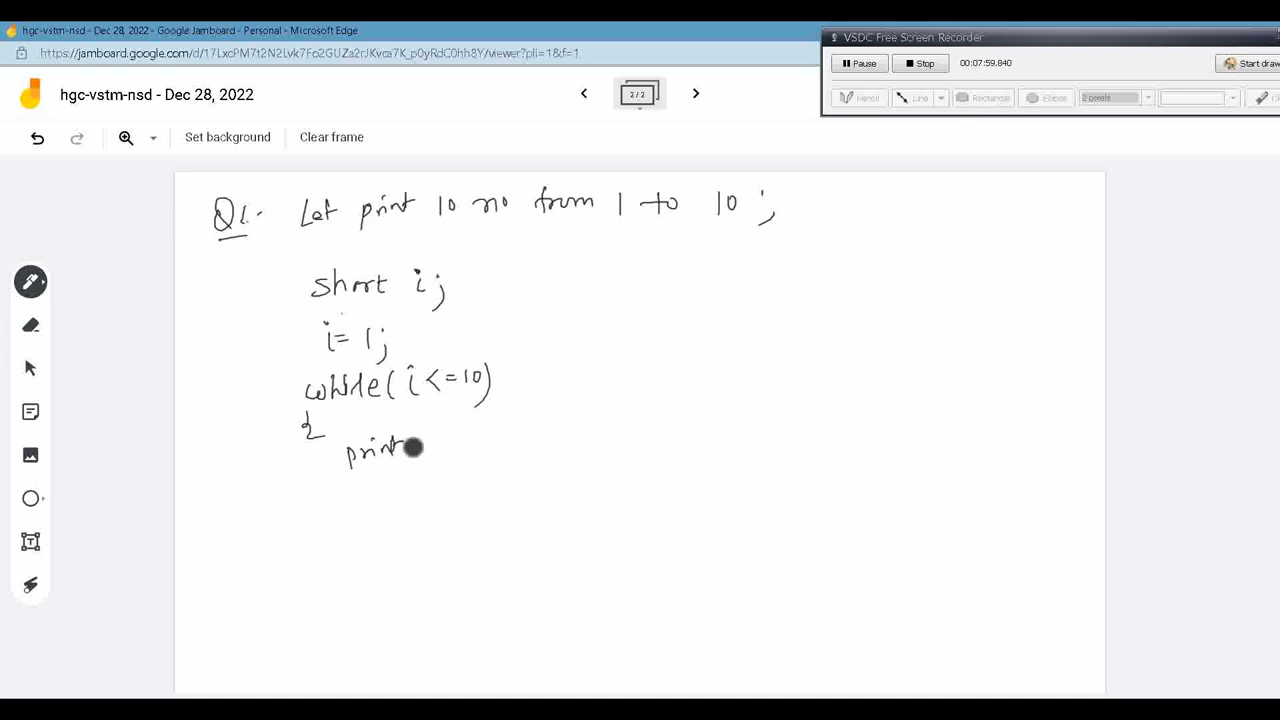 hgc-vstm-nsd - Dec 28, 2022 - Google Jamboard - Personal - Microsoft Edge
https://jamboard.google.com/d/17LxcPM7t2N2Lvk7Fo2GUZa2rJKvca7K_p0yRdC0hh8Y/viewer?pli=1&f=1
VSDC Free Screen Recorder
Pause Stop 00:07:59.840 Start draw
Pencil Line Rectangle Ellipse 2 pixels
hgc-vstm-nsd - Dec 28, 2022
2/2
Set background Clear frame
Q1.- Let print 10 no from 1 to 10 ;
short i;
i= 1;
while( i <=10)
{
print